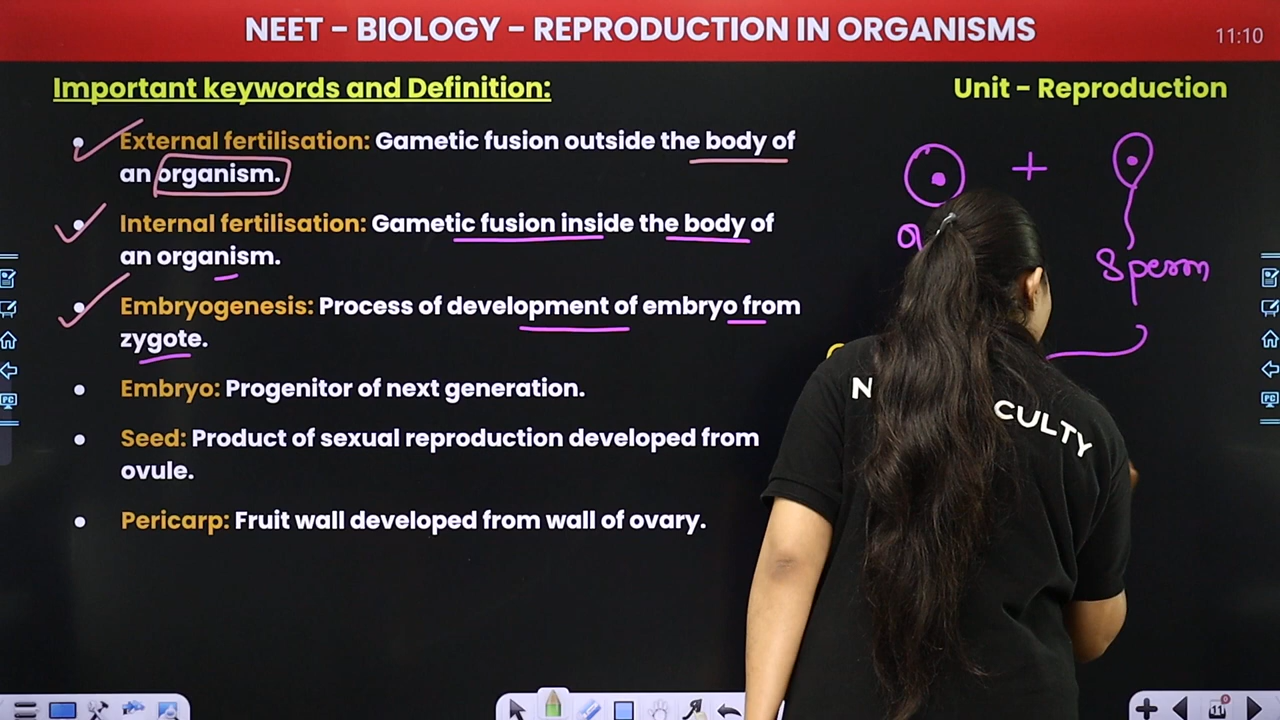 NEET - BIOLOGY - REPRODUCTION IN ORGANISMS
11:10
Important keywords and Definition:
Unit - Reproduction
External fertilisation: Gametic fusion outside the body of
an organism.
Internal fertilisation: Gametic fusion inside the body of
an organism.
Embryogenesis: Process of development of embryo from
zygote.
Embryo: Progenitor of next generation.
Seed: Product of sexual reproduction developed from
ovule.
Pericarp: Fruit wall developed from wall of ovary.
+
Sperm
N CULTY
PC
PC